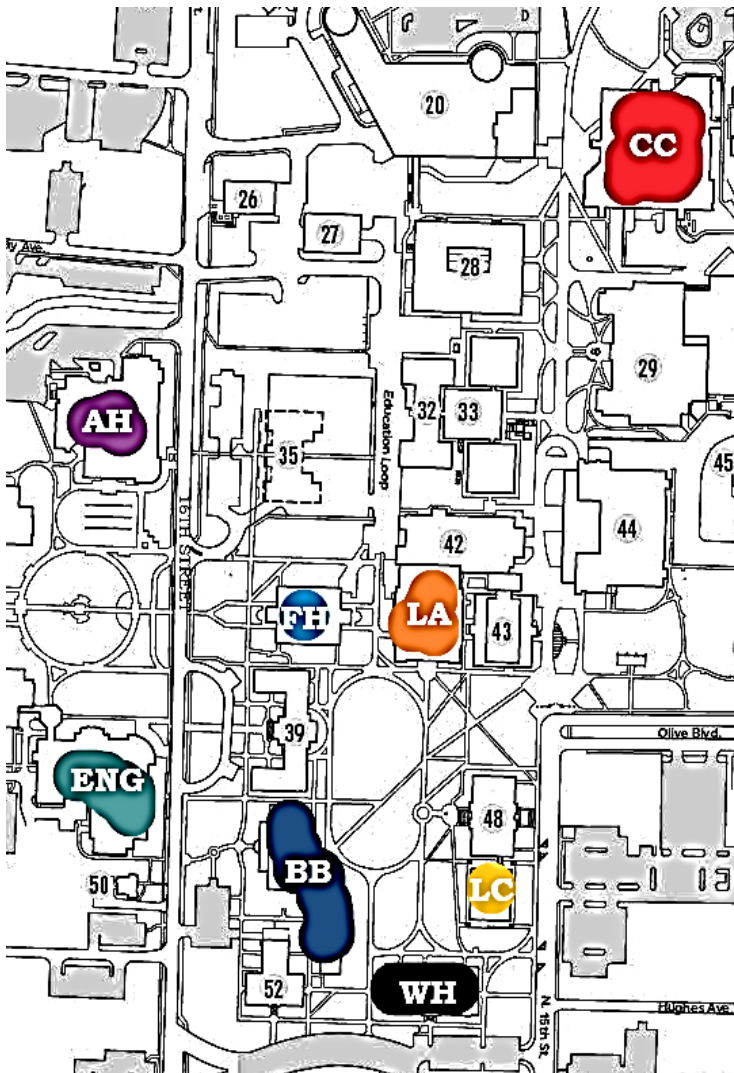 D
20
CC
26
27
28
Ave.
29
AH
32
33
Education Loop
35
45
44
42
16TH STREET
FH
LA
43
39
Olive Blvd.
ENG
48
BB
50
LC
52
WH
N. 15th St.
Hughes Ave.